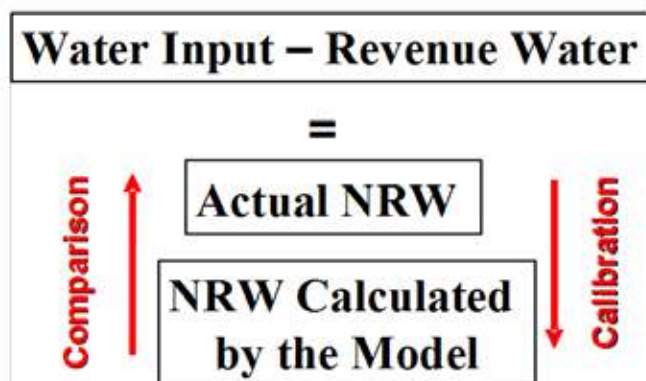 Water Input – Revenue Water
=
Comparison
Actual NRW
NRW Calculated
by the Model
Calibration